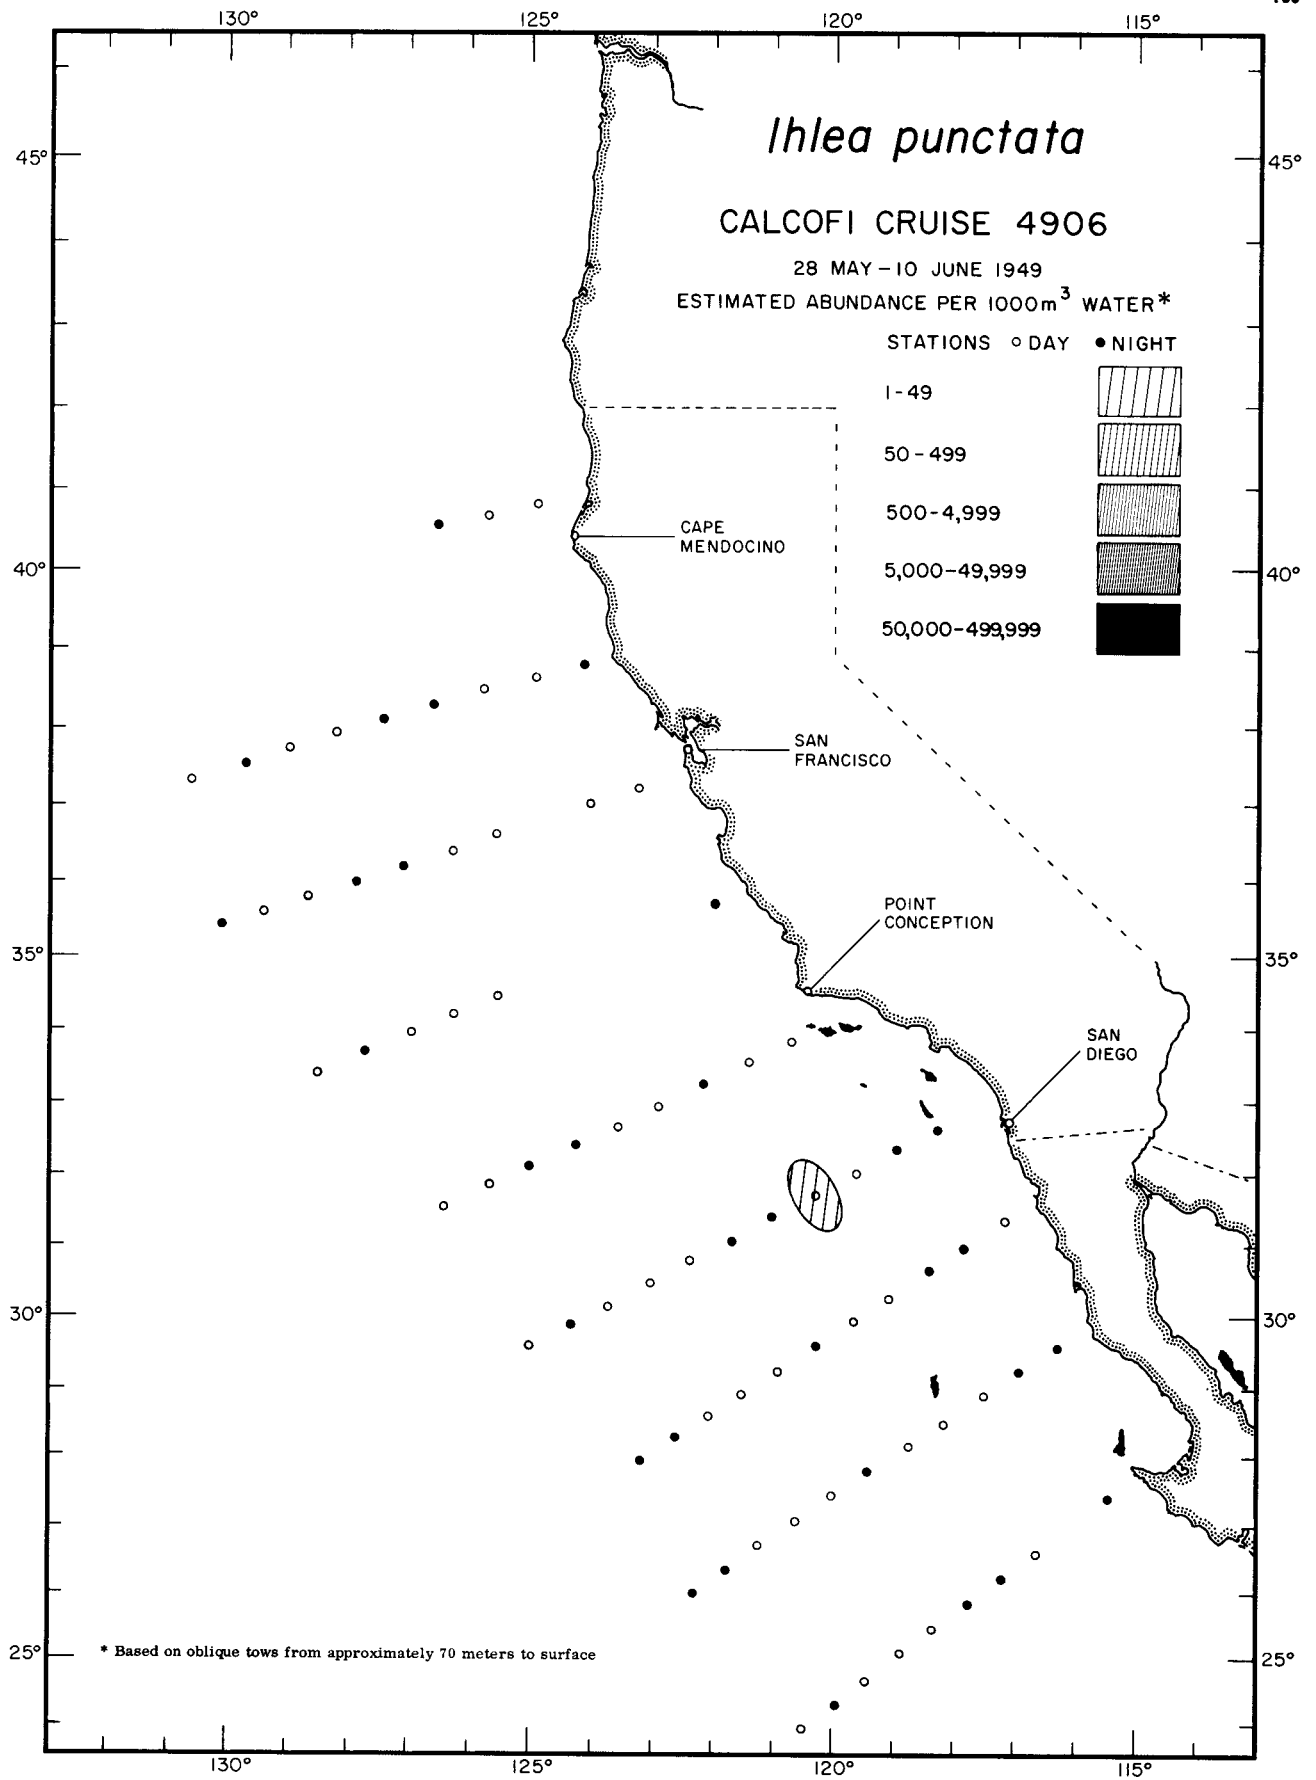 130° 125° 120° 115°
Ihlea punctata
45° 45°
CALCOFI CRUISE 4906
28 MAY-10 JUNE 1949
ESTIMATED ABUNDANCE PER 1000m³ WATER*
STATIONS DAY NIGHT
1-49
50-499
500-4,999
CAPE
MENDOCINO
40° 5,000-49,999 40°
50,000-499,999
SAN
FRANCISCO
POINT
CONCEPTION
35° 35°
SAN
DIEGO
30° 30°
* Based on oblique tows from approximately 70 meters to surface
25° 25°
130° 125° 120° 115°